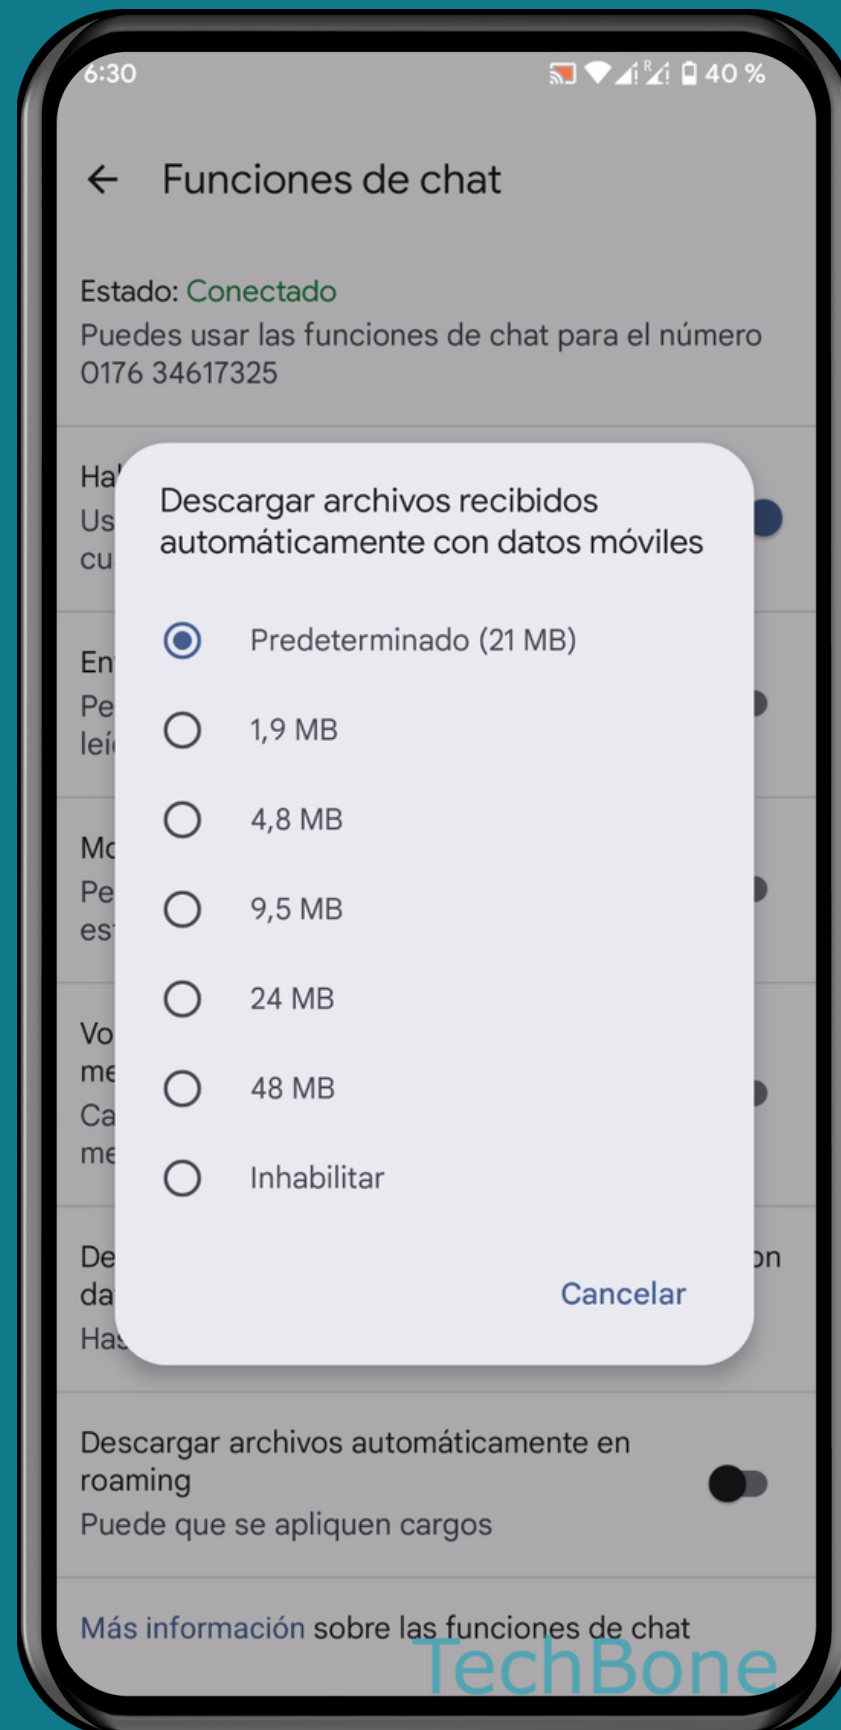 6:30
R
40 %
Funciones de chat
Estado: Conectado
Puedes usar las funciones de chat para el número
0176 34617325
Descargar archivos recibidos
automáticamente con datos móviles
Predeterminado (21 MB)
1,9 MB
4,8 MB
9,5 MB
24 MB
48 MB
Inhabilitar
Cancelar
Descargar archivos automáticamente en
roaming
Puede que se apliquen cargos
Más información sobre las funciones de chat
TechBone